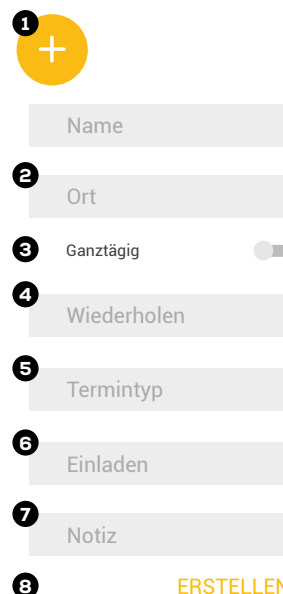 1
+
Name
2
Ort
3 Ganztägig
4
Wiederholen
5
Termintyp
6
Einladen
7
Notiz
8 ERSTELLEN